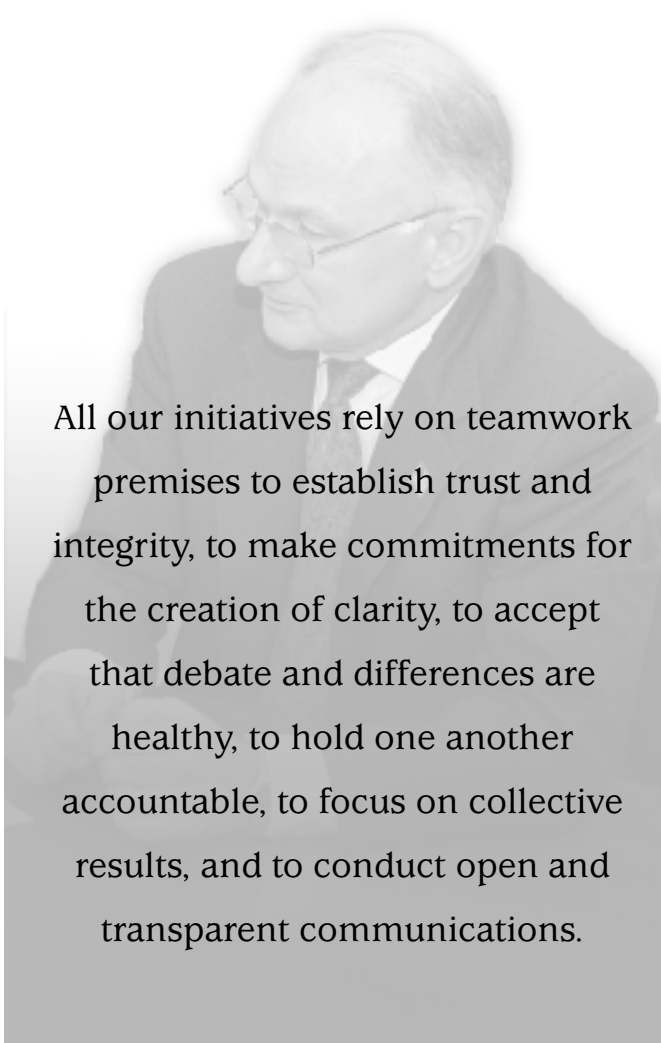 All our initiatives rely on teamwork
premises to establish trust and
integrity, to make commitments for
the creation of clarity, to accept
that debate and differences are
healthy, to hold one another
accountable, to focus on collective
results, and to conduct open and
transparent communications.